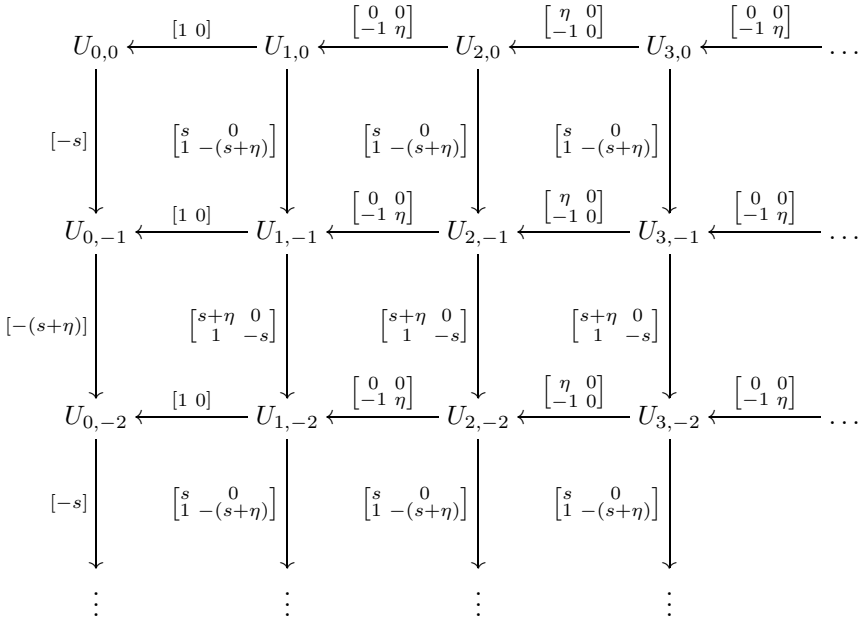 [1 0] [0 0 -1 η] [η 0 -1 0] [0 0 -1 η]
U_{0,0} U_{1,0} U_{2,0} U_{3,0} ...
[-s] [s 0 1 -(s+η)] [s 0 1 -(s+η)] [s 0 1 -(s+η)]
[1 0] [0 0 -1 η] [η 0 -1 0] [0 0 -1 η]
U_{0,-1} U_{1,-1} U_{2,-1} U_{3,-1} ...
[-(s+η)] [s+η 0 1 -s] [s+η 0 1 -s] [s+η 0 1 -s]
[1 0] [0 0 -1 η] [η 0 -1 0] [0 0 -1 η]
U_{0,-2} U_{1,-2} U_{2,-2} U_{3,-2} ...
[-s] [s 0 1 -(s+η)] [s 0 1 -(s+η)] [s 0 1 -(s+η)]
⋮ ⋮ ⋮ ⋮